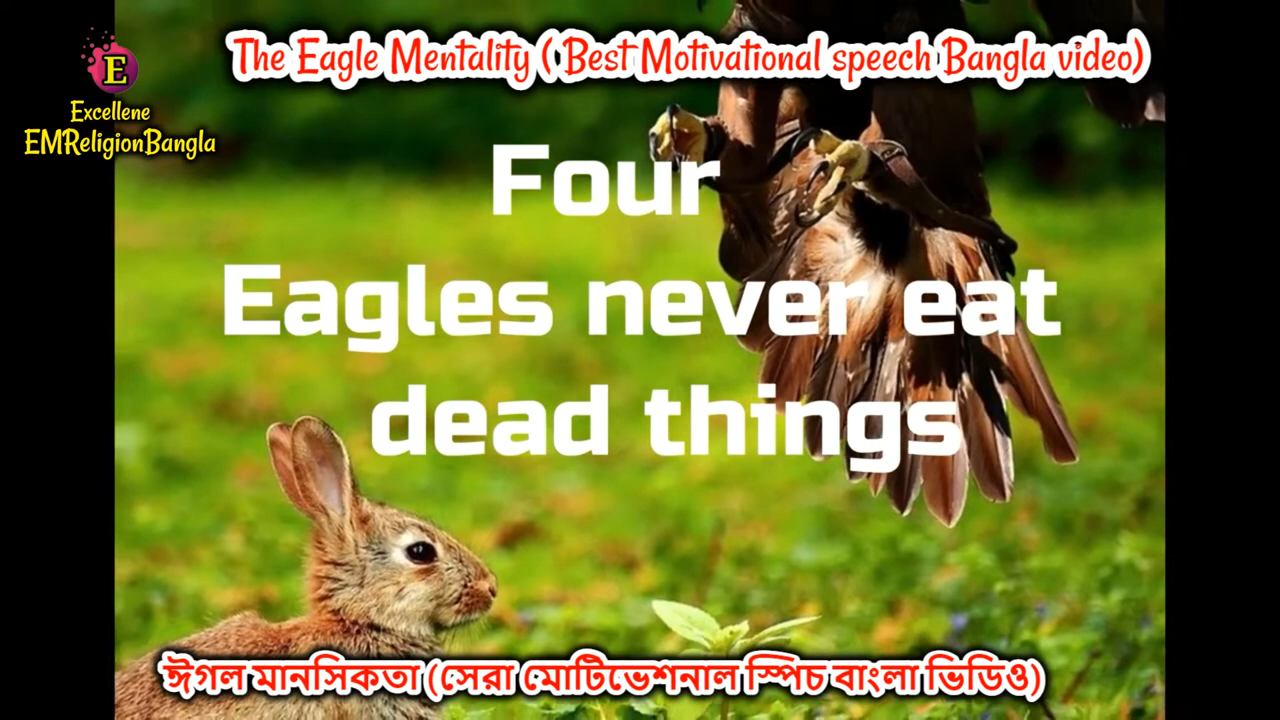 The Eagle Mentality ( Best Motivational speech Bangla video)
E
Excellene
EMReligionBangla
Four
Eagles never eat
dead things
ঈগল মানসিকতা (সেরা মোটিভেশনাল স্পিচ বাংলা ভিডিও)